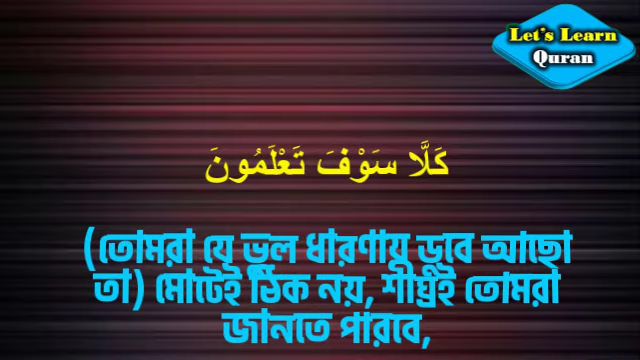 Let's Learn
Quran
كَلَّا سَوْفَ تَعْلَمُونَ
(তোমরা যে ভুল ধারণায় ডুবে আছো
তা) মোটেই ঠিক নয়, শীঘ্রই তোমরা
জানতে পারবে,